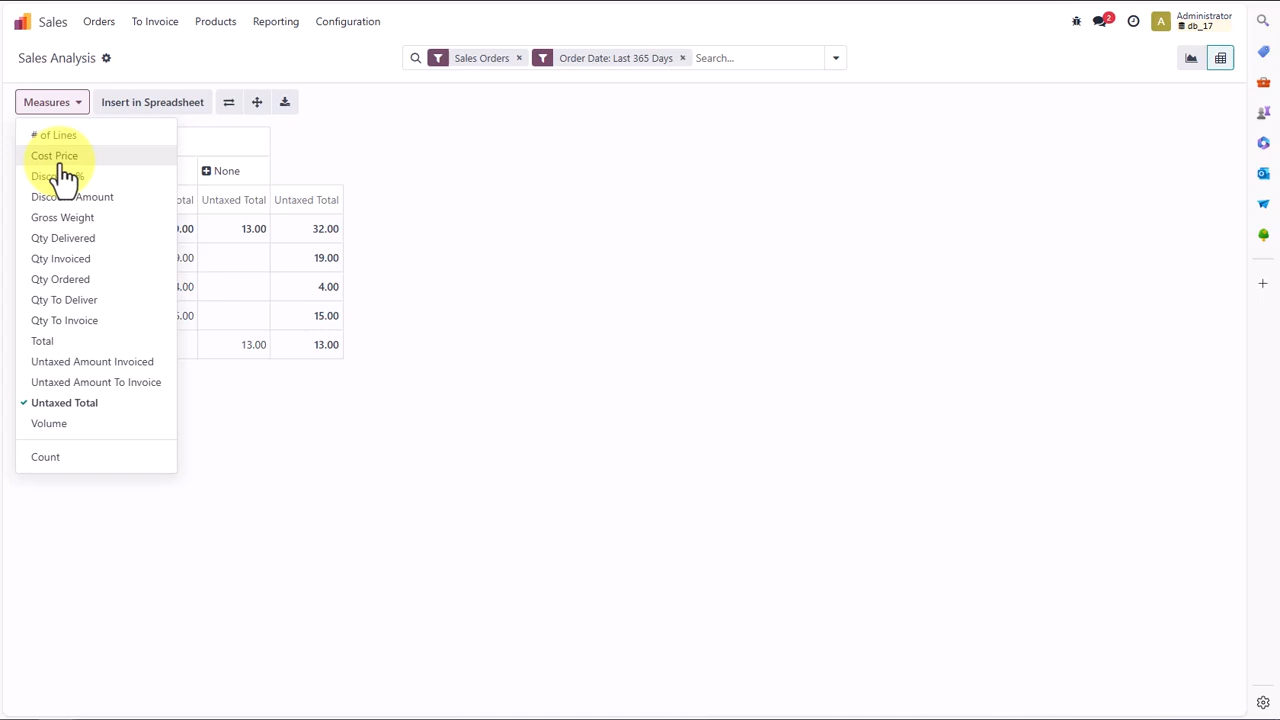 Sales Orders To Invoice Products Reporting Configuration 2 A Administrator
db_17
Sales Analysis Sales Orders × Order Date: Last 365 Days × Search...
Measures Insert in Spreadsheet
# of Lines
Cost Price
None
Discount Amount
Untaxed Total Untaxed Total
Gross Weight
13.00 32.00
Qty Delivered
Qty Invoiced
19.00
Qty Ordered
4.00
Qty To Deliver
Qty To Invoice
15.00
Total
13.00 13.00
Untaxed Amount Invoiced
Untaxed Amount To Invoice
Untaxed Total
Volume
Count